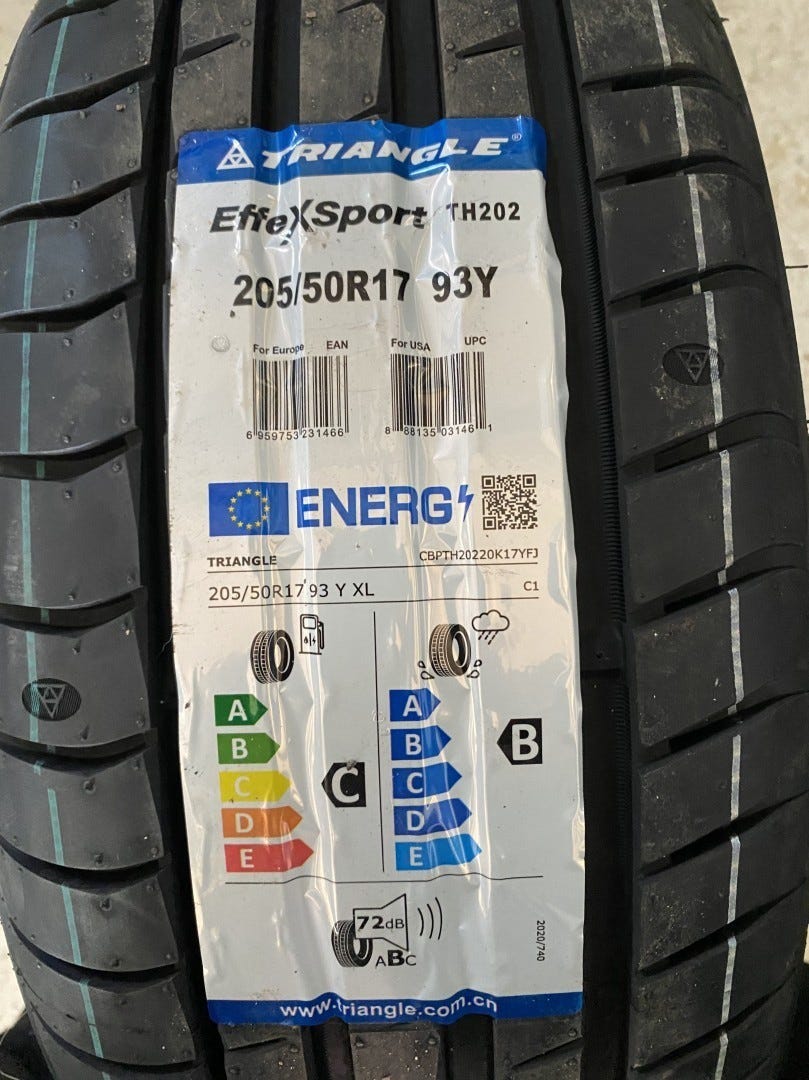 TRIANGLE®
EffeXSport TH202
205/50R17 93Y
For Europe EAN For USA UPC
6 959753 231466 8 88135 03146 1
ENERG
TRIANGLE CBPTH20220K17YFJ
205/50R17 93 Y XL C1
A A
B B B
C C C
D D
E E
72dB
ABC
2020/740
www.triangle.com.cn